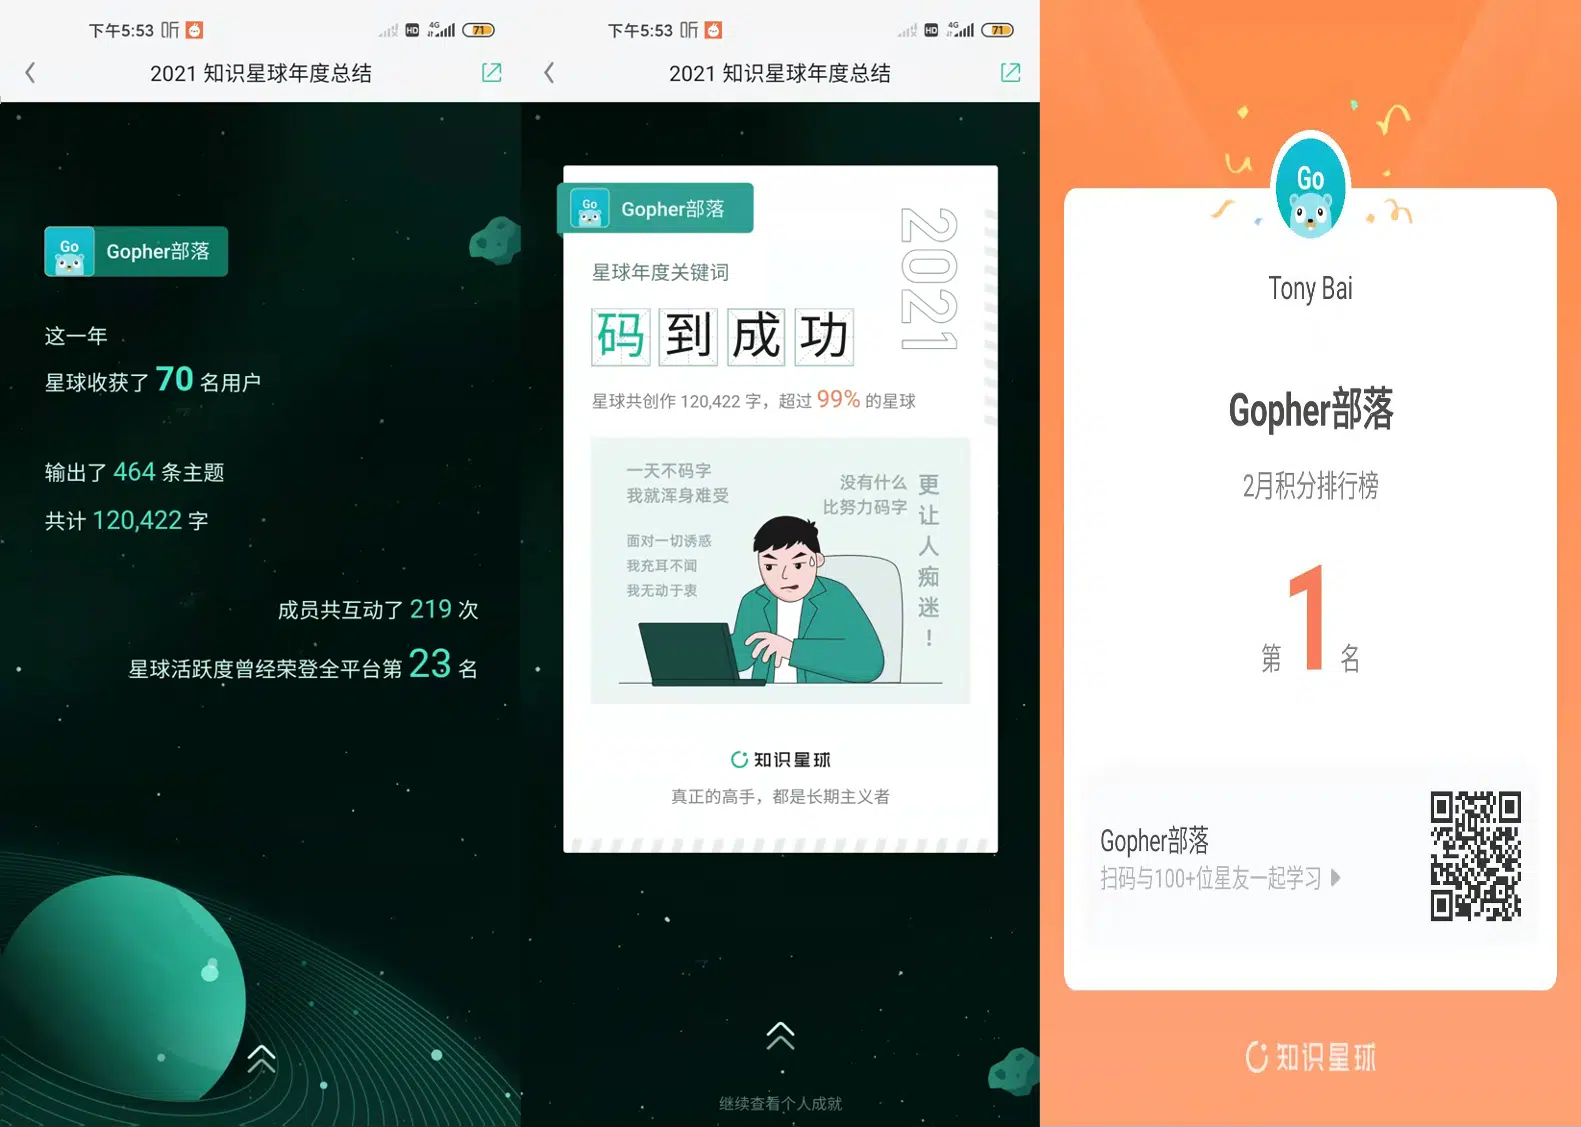 下午5:53 听
HD 4G 71
2021 知识星球年度总结
Go
Gopher部落
这一年
星球收获了 70 名用户
输出了 464 条主题
共计 120,422 字
成员共互动了 219 次
星球活跃度曾经荣登全平台第 23 名
下午5:53 听
HD 4G 71
2021 知识星球年度总结
Go
Gopher部落
2021
星球年度关键词
码到成功
星球共创作 120,422 字，超过 99% 的星球
一天不码字
我就浑身难受
没有什么
比努力码字
更让人痴迷！
面对一切诱惑
我充耳不闻
我无动于衷
知识星球
真正的高手，都是长期主义者
继续查看个人成就
Go
Tony Bai
Gopher部落
2月积分排行榜
第 1 名
Gopher部落
扫码与100+位星友一起学习
知识星球